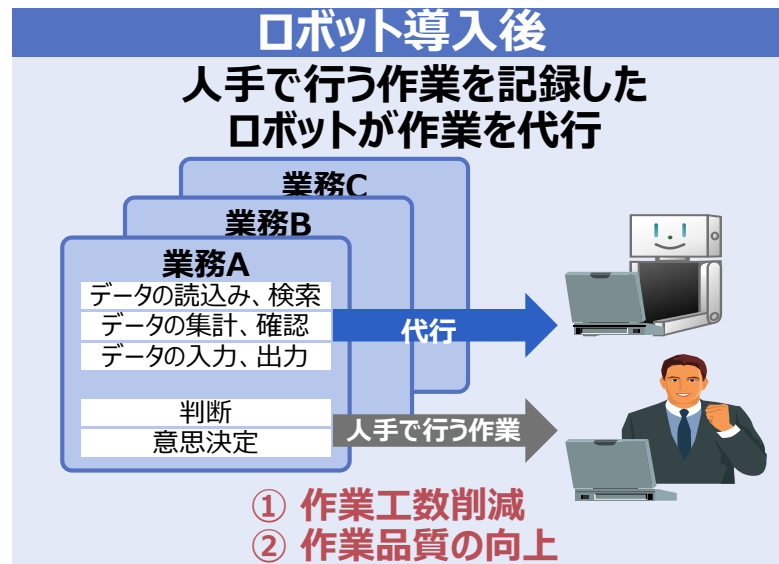 ロボット導入後
人手で行う作業を記録した
ロボットが作業を代行
業務C
業務B
業務A
データの読込み、検索
データの集計、確認
データの入力、出力
代行
判断
意思決定
人手で行う作業
① 作業工数削減
② 作業品質の向上